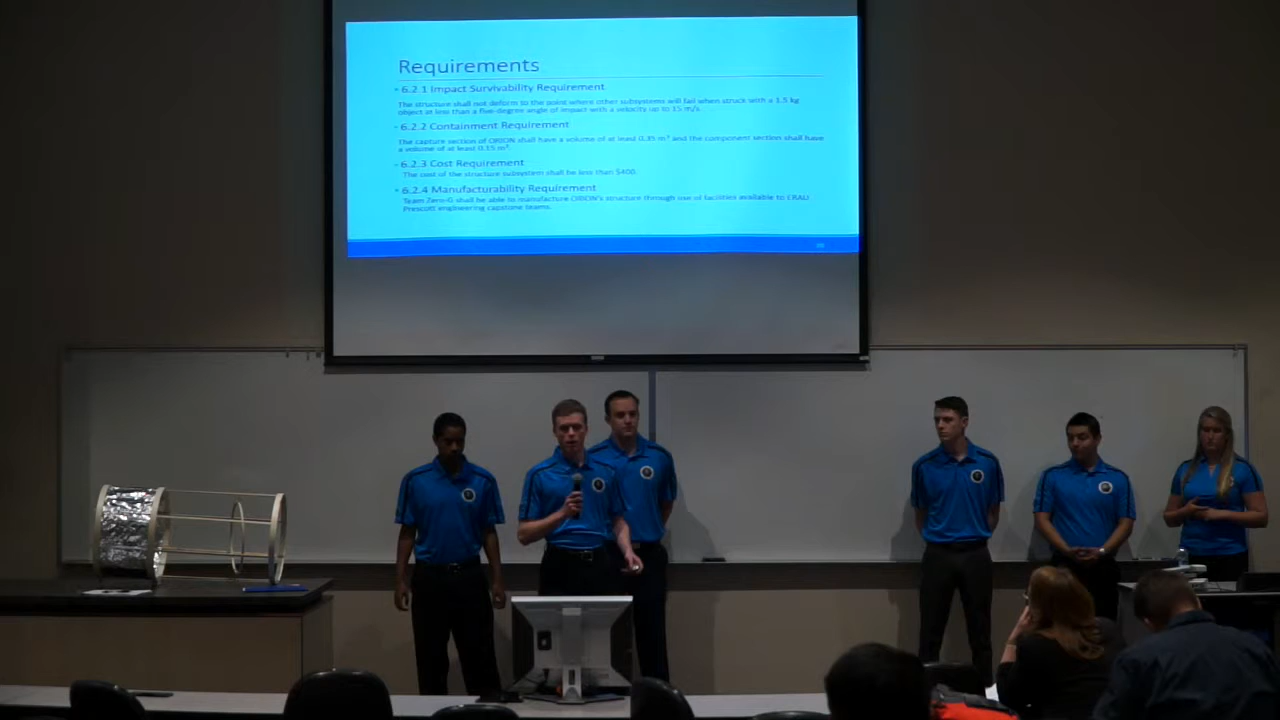 Requirements
6.2.1 Impact Survivability Requirement
The structure shall not deform to the point where other subsystems will fail when struck with a 1.5 kg
object at less than a five-degree angle of impact with a velocity up to 15 m/s.
6.2.2 Containment Requirement
The capture section of ORION shall have a volume of at least 0.35 m³ and the component section shall have
a volume of at least 0.15 m³.
6.2.3 Cost Requirement
The cost of the structure subsystem shall be less than $400.
6.2.4 Manufacturability Requirement
Team Zero-G shall be able to manufacture ORION's structure through use of facilities available to ERAU
Prescott engineering capstone teams.